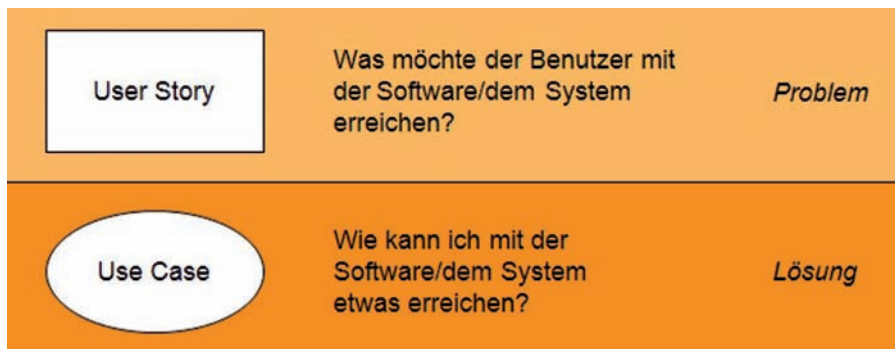 User Story
Was möchte der Benutzer mit
der Software/dem System
erreichen?
Problem
Use Case
Wie kann ich mit der
Software/dem System
etwas erreichen?
Lösung